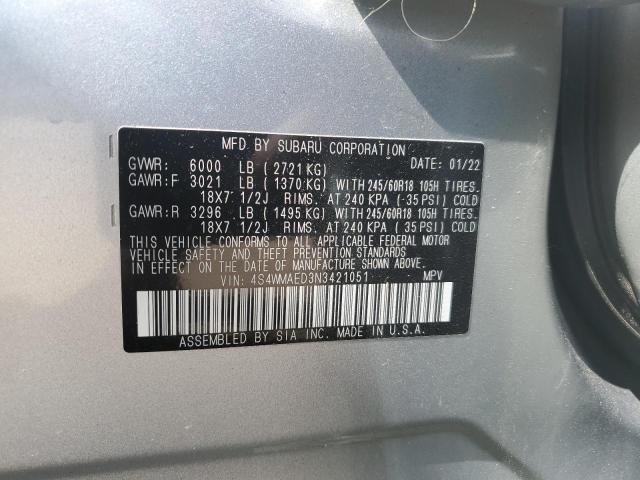 MFD BY SUBARU CORPORATION
GVWR: 6000 LB (2721KG) DATE: 01/22
GAWR:F 3021 LB (1370KG) WITH 245/60R18 105H TIRES.
18X7 1/2J RIMS. AT 240 KPA (35 PSI) COLD
GAWR:R 3296 LB (1495KG) WITH 245/60R18 105H TIRES.
18X7 1/2J RIMS. AT 240 KPA (35 PSI) COLD
THIS VEHICLE CONFORMS TO ALL APPLICABLE FEDERAL MOTOR
VEHICLE SAFETY AND THEFT PREVENTION STANDARDS
IN EFFECT ON THE DATE OF MANUFACTURE SHOWN ABOVE.
VIN: 4S4WMAED3N3421051 MPV
ASSEMBLED BY SIA INC. MADE IN U.S.A.